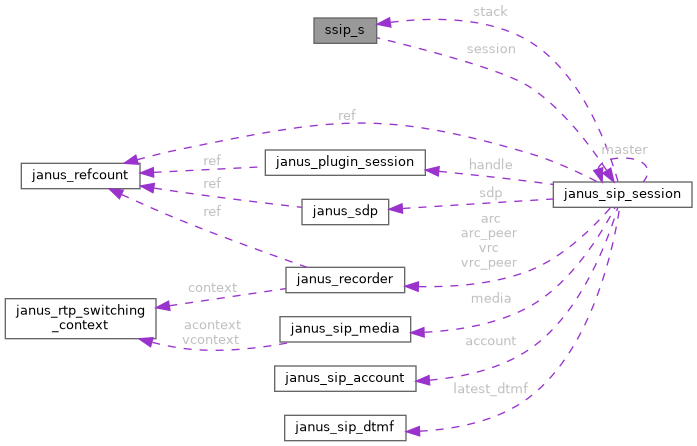 stack
ssip_s
session
ref
master
janus_plugin_session
ref
handle
janus_refcount
ref
janus_sip_session
sdp
janus_sdp
ref
arc
arc_peer
vrc
vrc_peer
janus_recorder
context
media
janus_rtp_switching
_context
acontext
vcontext
janus_sip_media
account
janus_sip_account
latest_dtmf
janus_sip_dtmf